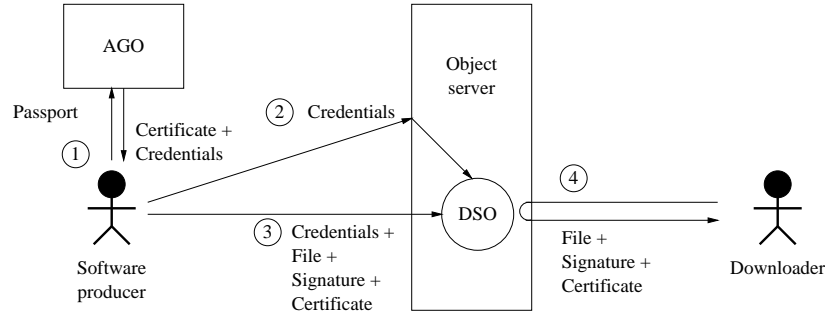 AGO
Object
server
Passport
Certificate +
Credentials
1
2 Credentials
DSO
4
3 Credentials +
File +
Signature +
Certificate
File +
Signature +
Certificate
Software
producer
Downloader